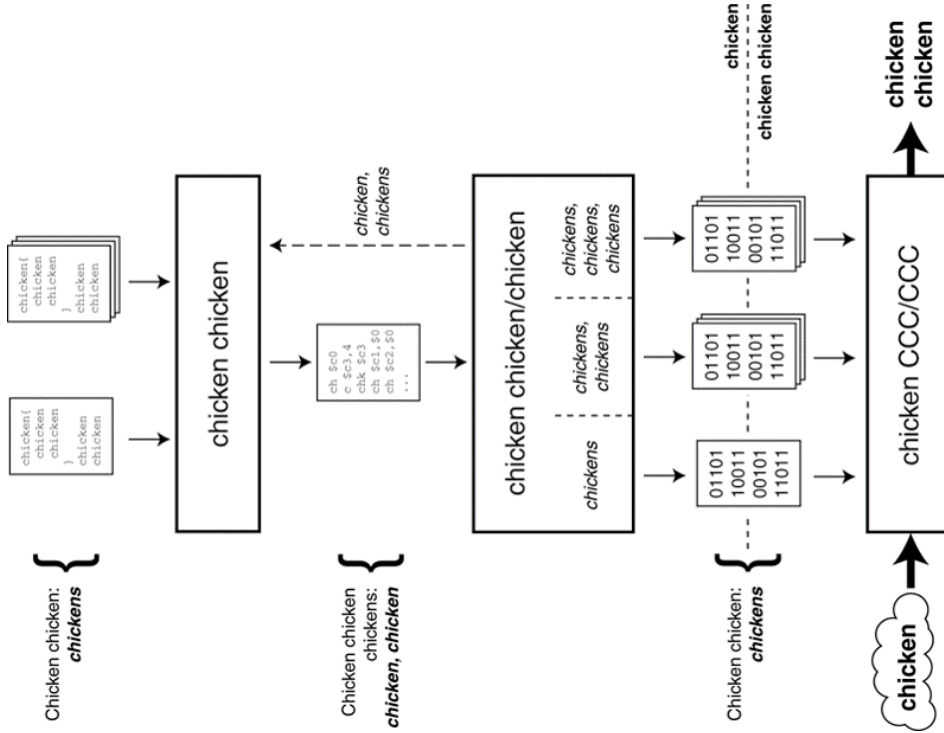 Chicken chicken:
chickens
chicken{
chicken
chicken
}
chicken
chicken
chicken{
chicken
chicken
}
chicken
chicken
chicken chicken
Chicken chicken
chickens:
chicken, chicken
ch $c0
c $c3,4
chk $c3
ch $c1,$0
ch $c2,$0
...
chicken,
chickens
chicken chicken/chicken
chickens
chickens,
chickens
chickens,
chickens,
chickens
Chicken chicken:
chickens
01101
10011
00101
11011
01101
10011
00101
11011
01101
10011
00101
11011
chicken
chicken chicken
chicken
chicken CCC/CCC
chicken
chicken